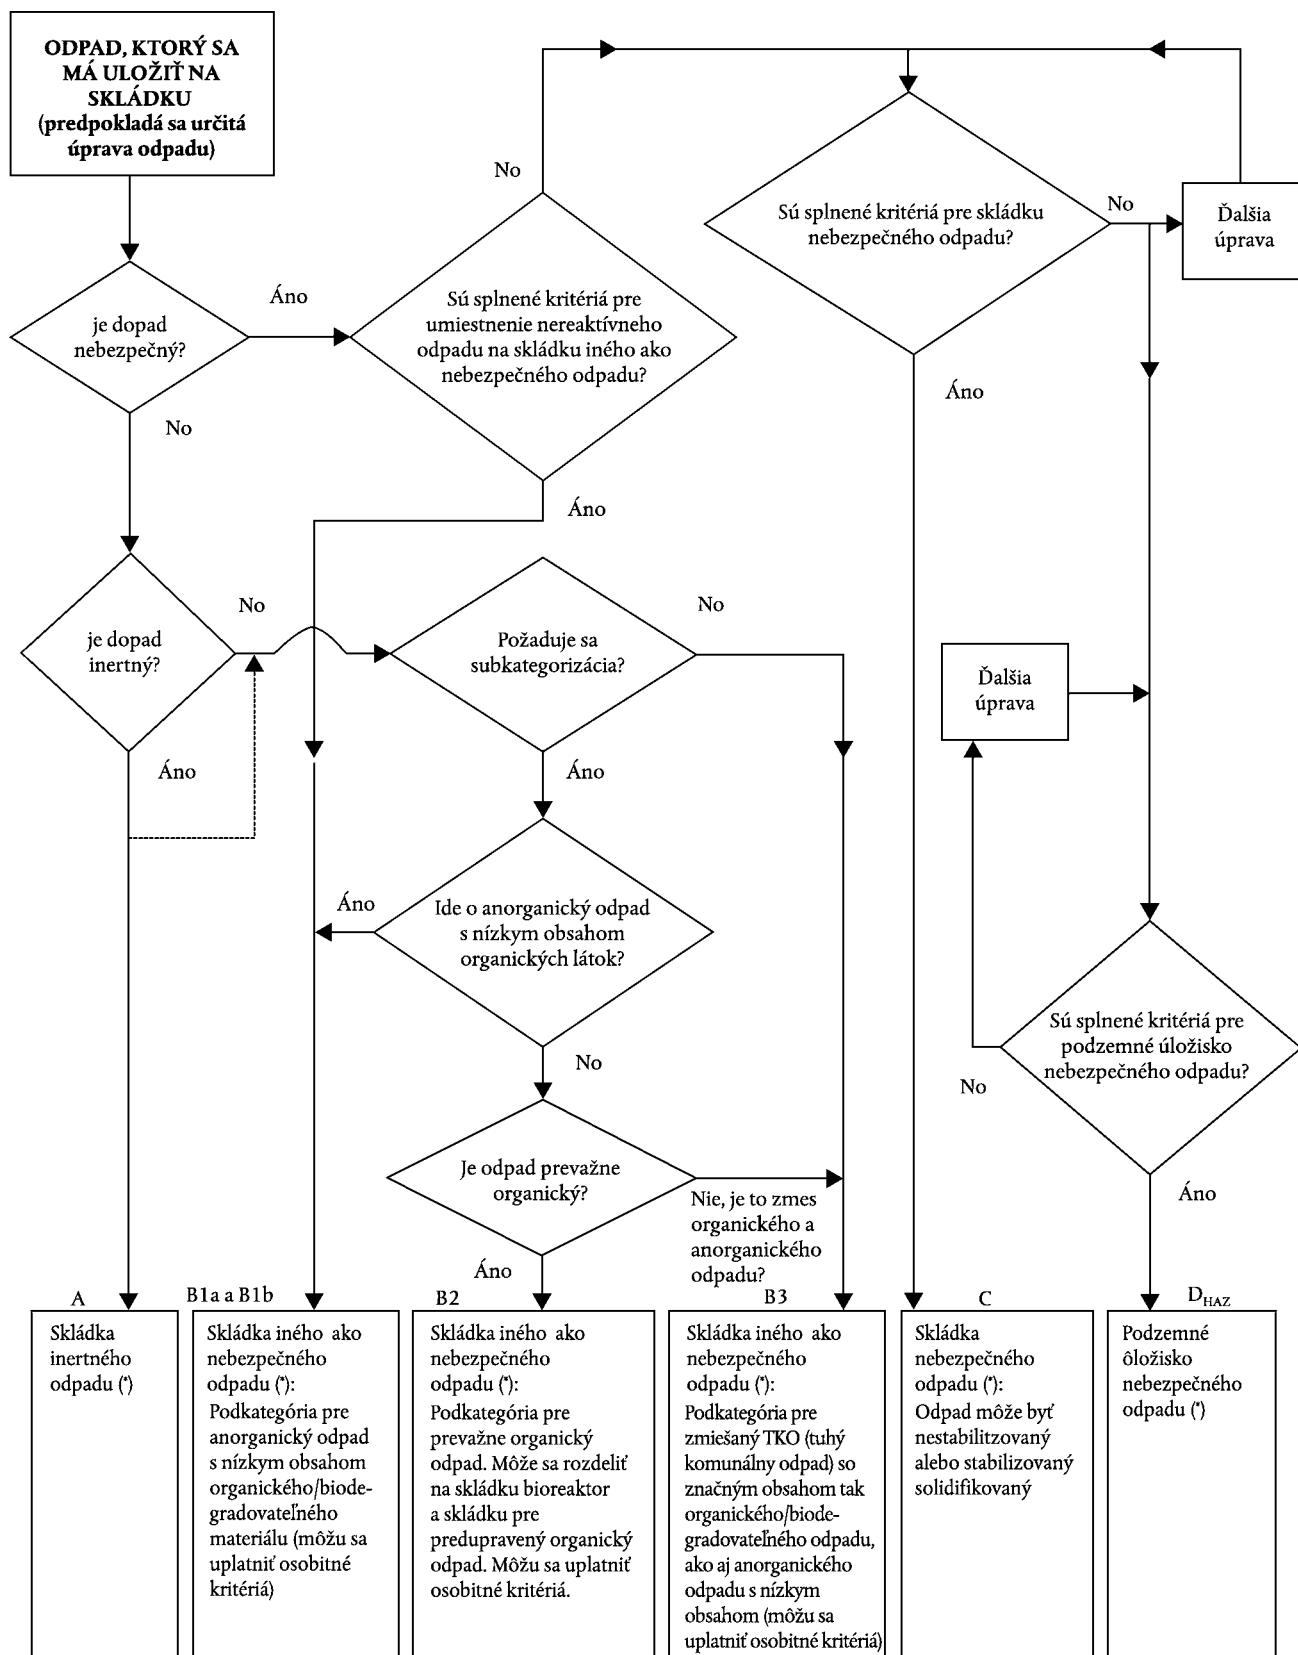 ODPAD, KTORÝ SA
MÁ ULOŽIŤ NA
SKLÁDKU
(predpokladá sa určitá
úprava odpadu)
No
Sú splnené kritériá pre skládku
nebezpečného odpadu?
No
Ďalšia
úprava
je dopad
nebezpečný?
Áno
Sú splnené kritériá pre
umiestnenie nereaktívneho
odpadu na skládku iného ako
nebezpečného odpadu?
Áno
No
Áno
je dopad
inertný?
No
Požaduje sa
subkategorizácia?
No
Ďalšia
úprava
Áno
Áno
Áno
Ide o anorganický odpad
s nízkym obsahom
organických látok?
Sú splnené kritériá pre
podzemné úložisko
nebezpečného odpadu?
No
No
Je odpad prevažne
organický?
Nie, je to zmes
organického a
anorganického
odpadu?
Áno
Áno
A
Skládka
inertného
odpadu (*)
B1a a B1b
Skládka iného ako
nebezpečného
odpadu (*):
Podkategória pre
anorganický odpad
s nízkym obsahom
organického/biode-
gradovateľného
materiálu (môžu sa
uplatniť osobitné
kritériá)
B2
Skládka iného ako
nebezpečného
odpadu (*):
Podkategória pre
prevažne organický
odpad. Môže sa rozdeliť
na skládku bioreaktor
a skládku pre
predupravený organický
odpad. Môžu sa uplatniť
osobitné kritériá.
B3
Skládka iného ako
nebezpečného
odpadu (*):
Podkategória pre
zmiešaný TKO (tuhý
komunálny odpad) so
značným obsahom tak
organického/biode-
gradovateľného odpadu,
ako aj anorganického
odpadu s nízkym
obsahom (môžu sa
uplatniť osobitné kritériá)
C
Skládka
nebezpečného
odpadu (*):
Odpad môže byť
nestabilitzovaný
alebo stabilizovaný
solidifikovaný
D_HAZ
Podzemné
ôložisko
nebezpečného
odpadu (*)